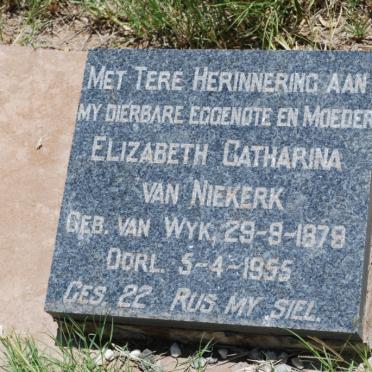 MET TERE HERINNERING AAN
MY DIERBARE EGGENOTE EN MOEDER
ELIZABETH CATHARINA
VAN NIEKERK
GEB. VAN WYK, 29-8-1878
OORL. 5-4-1955
GES. 22 RUS MY SIEL.